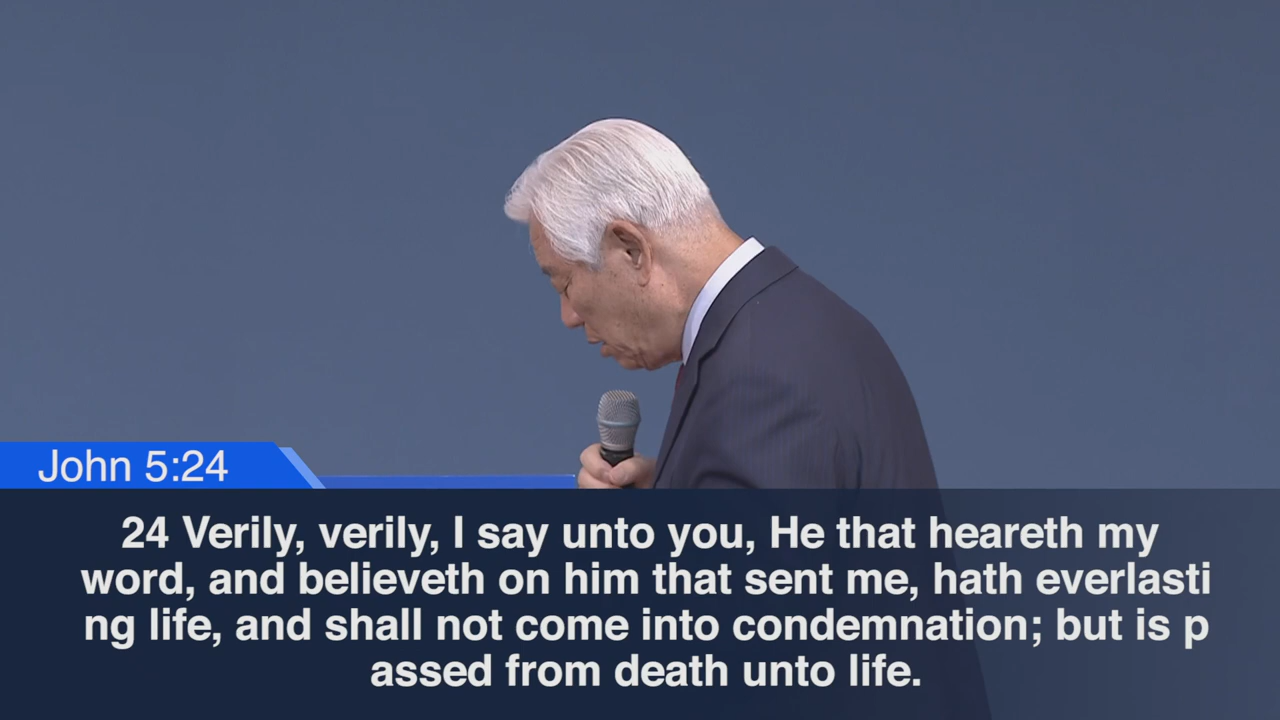 John 5:24
24 Verily, verily, I say unto you, He that heareth my
word, and believeth on him that sent me, hath everlasti
ng life, and shall not come into condemnation; but is p
assed from death unto life.